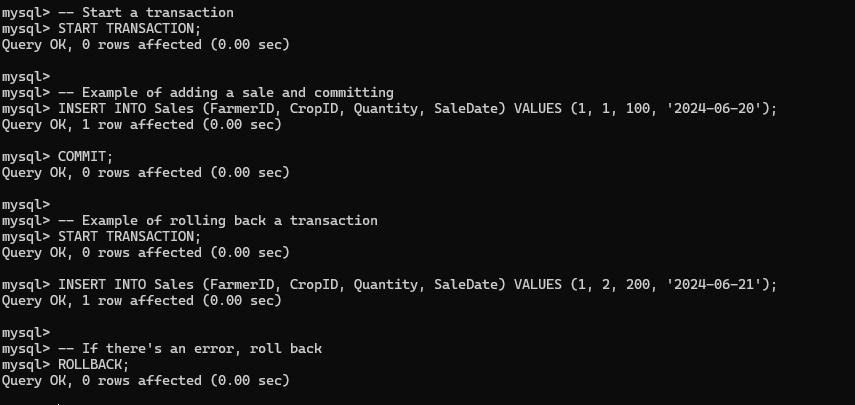 mysql> -- Start a transaction
mysql> START TRANSACTION;
Query OK, 0 rows affected (0.00 sec)
mysql>
mysql> -- Example of adding a sale and committing
mysql> INSERT INTO Sales (FarmerID, CropID, Quantity, SaleDate) VALUES (1, 1, 100, '2024-06-20');
Query OK, 1 row affected (0.00 sec)
mysql> COMMIT;
Query OK, 0 rows affected (0.00 sec)
mysql>
mysql> -- Example of rolling back a transaction
mysql> START TRANSACTION;
Query OK, 0 rows affected (0.00 sec)
mysql> INSERT INTO Sales (FarmerID, CropID, Quantity, SaleDate) VALUES (1, 2, 200, '2024-06-21');
Query OK, 1 row affected (0.00 sec)
mysql>
mysql> -- If there's an error, roll back
mysql> ROLLBACK;
Query OK, 0 rows affected (0.00 sec)